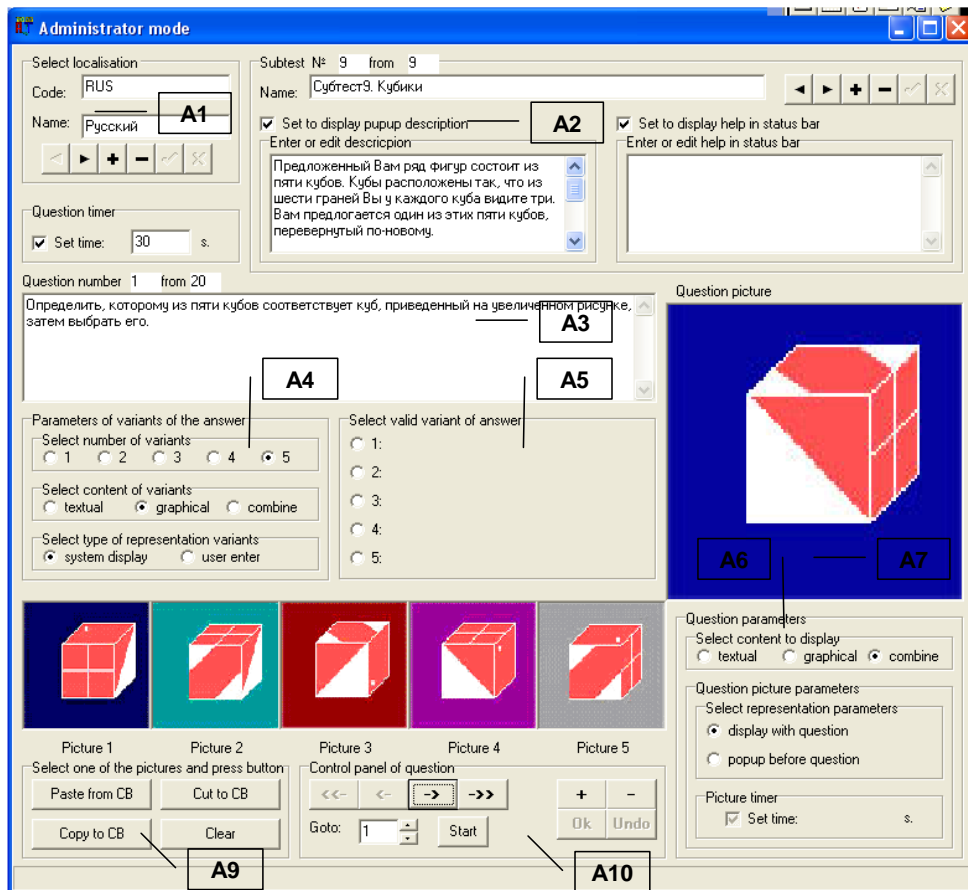 Administrator mode
Select localisation
Code: RUS
A1
Name: Русский
Question timer
Set time: 30 s.
Subtest № 9 from 9
Name: Субтест9. Кубики
Set to display pupup description
A2
Set to display help in status bar
Enter or edit descricpion
Предложенный Вам ряд фигур состоит из
пяти кубов. Кубы расположены так, что из
шести граней Вы у каждого куба видите три.
Вам предлогается один из этих пяти кубов,
перевернутый по-новому.
Enter or edit help in status bar
Question number 1 from 20
Определить, которому из пяти кубов соответствует куб, приведенный на увеличенном рисунке,
затем выбрать его.
A3
A4
A5
Question picture
A6
A7
Parameters of variants of the answer
Select number of variants
1 2 3 4 5
Select content of variants
textual graphical combine
Select type of representation variants
system display user enter
Select valid variant of answer
1:
2:
3:
4:
5:
Picture 1 Picture 2 Picture 3 Picture 4 Picture 5
Select one of the pictures and press button
Paste from CB Cut to CB
Copy to CB Clear
A9
Control panel of question
<<- <- -> ->> + -
Goto: 1 Start Ok Undo
A10
Question parameters
Select content to display
textual graphical combine
Question picture parameters
Select representation parameters
display with question
popup before question
Picture timer
Set time: s.